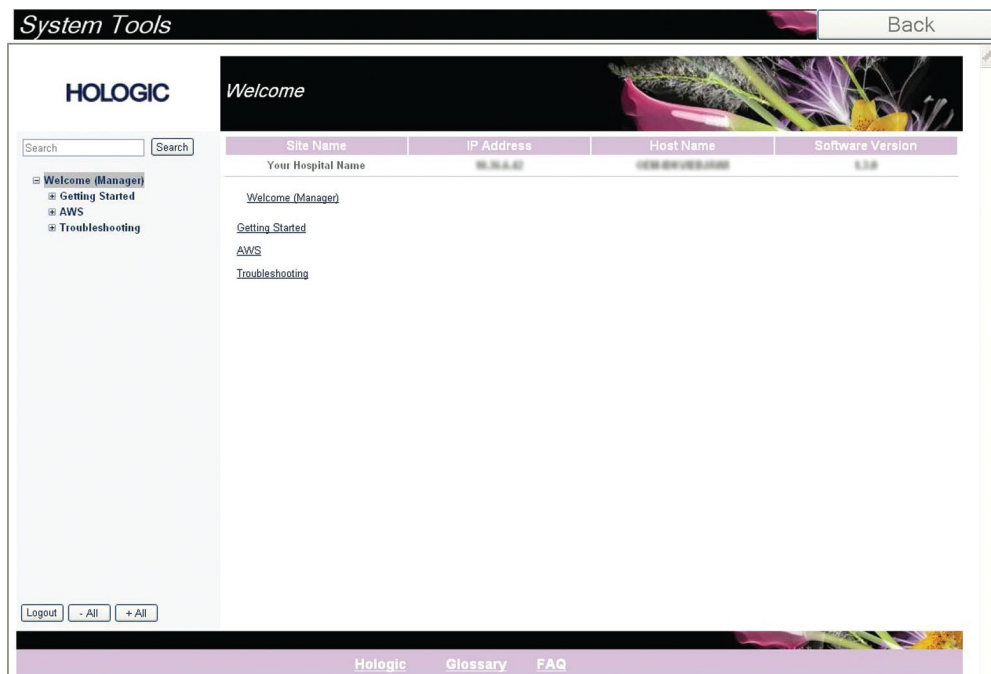 System Tools
Back
HOLOGIC
Welcome
Search Search
Site Name IP Address Host Name Software Version
Your Hospital Name
Welcome (Manager)
Getting Started
AWS
Troubleshooting
Welcome (Manager)
Getting Started
AWS
Troubleshooting
Logout - All + All
Hologic Glossary FAQ